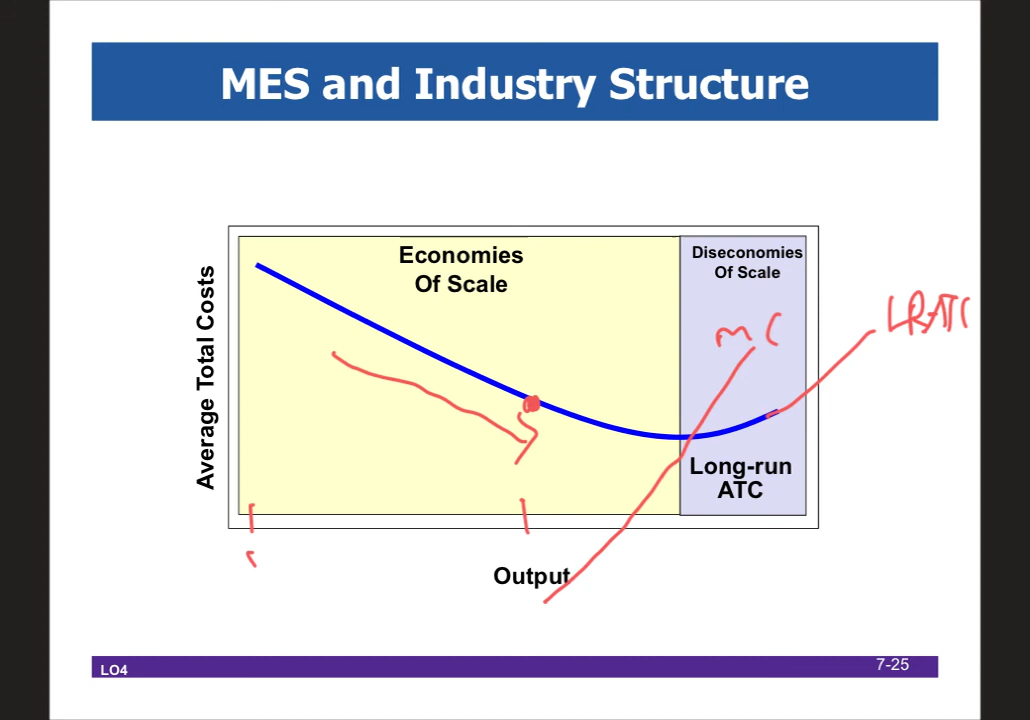 MES and Industry Structure
Economies
Of Scale
Diseconomies
Of Scale
Average Total Costs
MC
LRATC
Long-run
ATC
Output
LO4
7-25